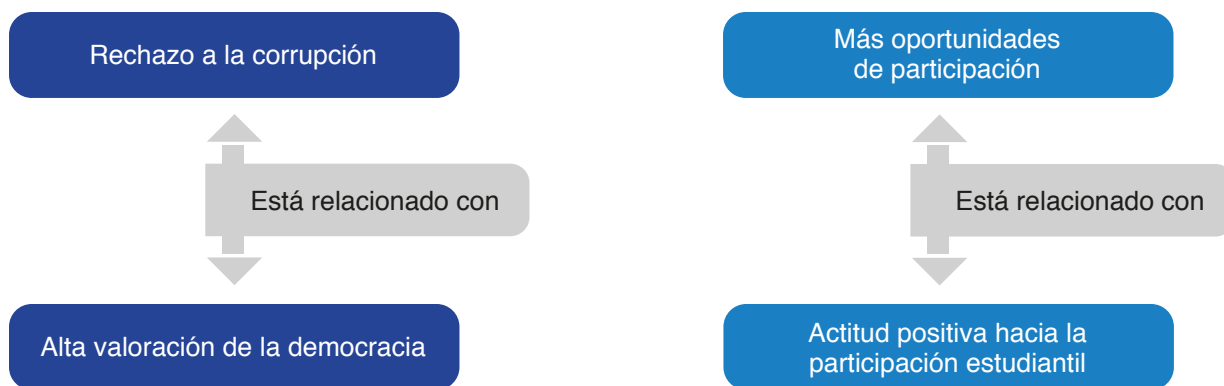 Rechazo a la corrupción
Está relacionado con
Alta valoración de la democracia
Más oportunidades
de participación
Está relacionado con
Actitud positiva hacia la
participación estudiantil